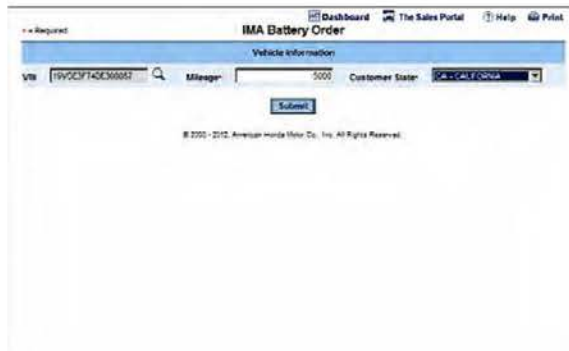 Dashboard The Sales Portal Help Print
* = Required
IMA Battery Order
Vehicle Information
VIN Mileage* 5000 Customer State* CA - CALIFORNIA
Submit
© 2000 - 2012, American Honda Motor Co., Inc. All Rights Reserved.